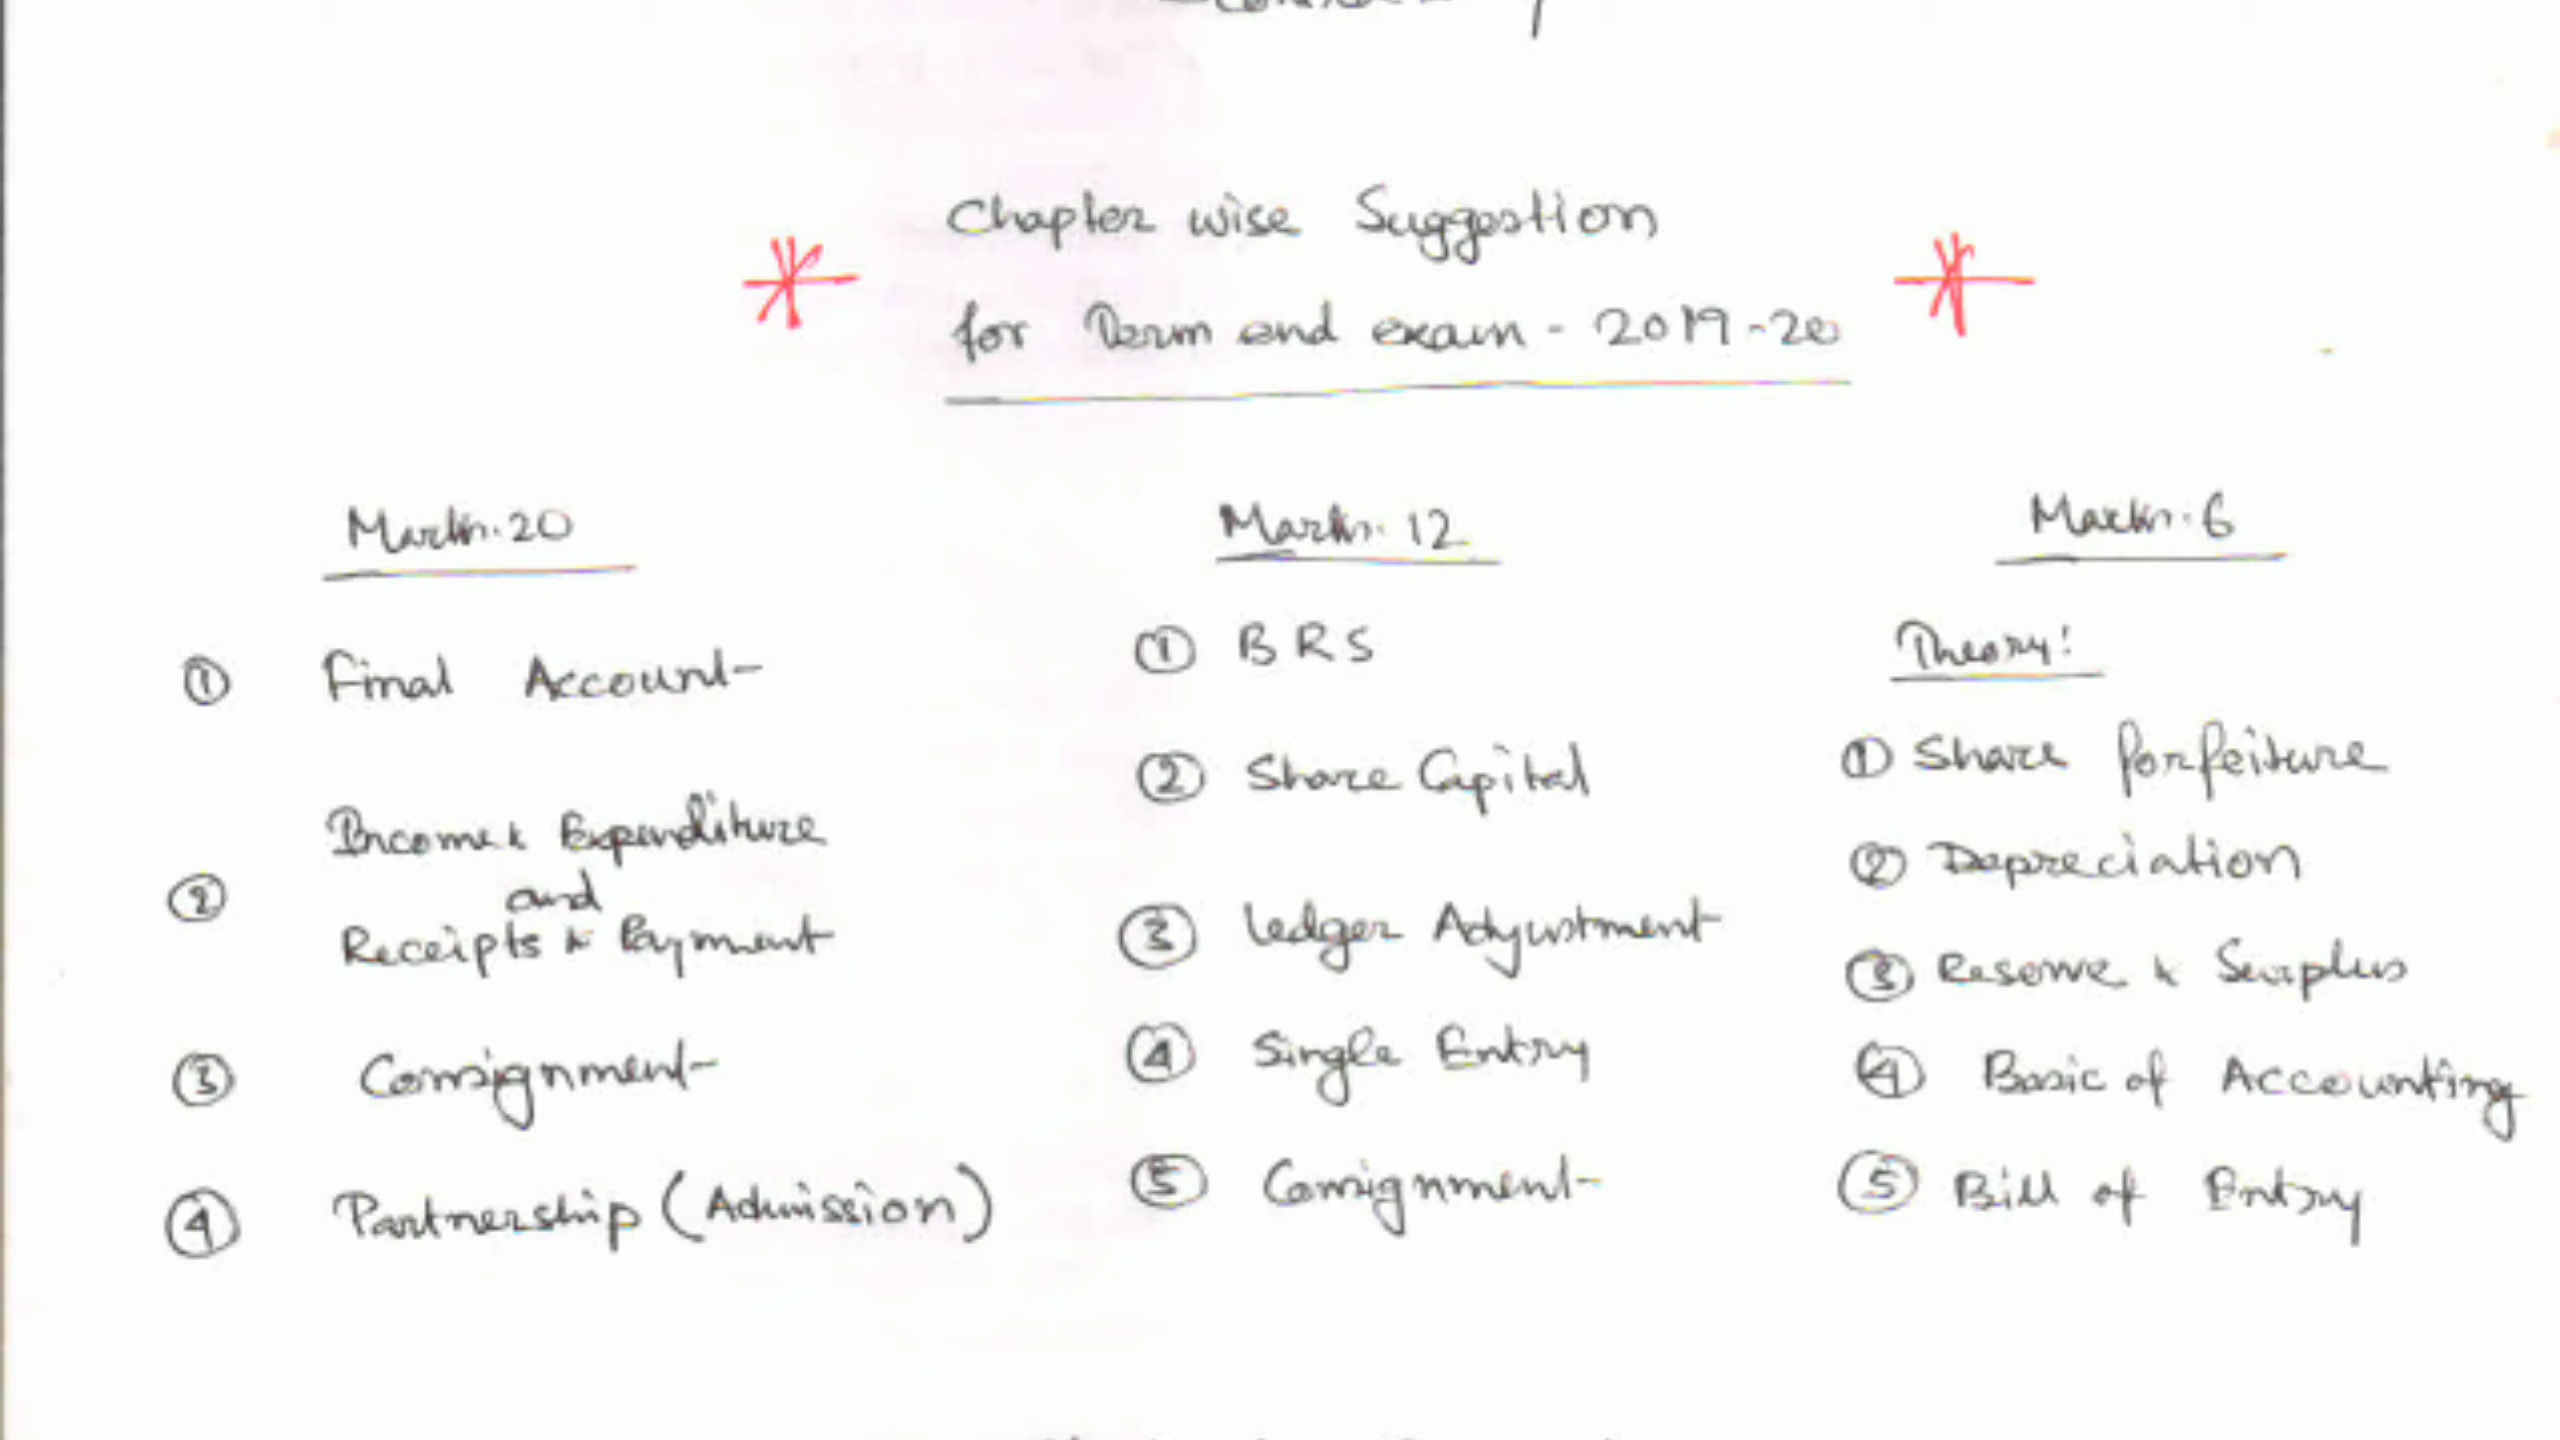 Chapter wise Suggestion
for Term end exam - 2019-20
Marks: 20
① Final Account
② Income & Expenditure
and
Receipts & Payment
③ Consignment
④ Partnership (Admission)
Marks: 12
① BRS
② Share Capital
③ Ledger Adjustment
④ Single Entry
⑤ Consignment
Marks: 6
Theory:
① Share forfeiture
② Depreciation
③ Reserve & Surplus
④ Basic of Accounting
⑤ Bill of Entry